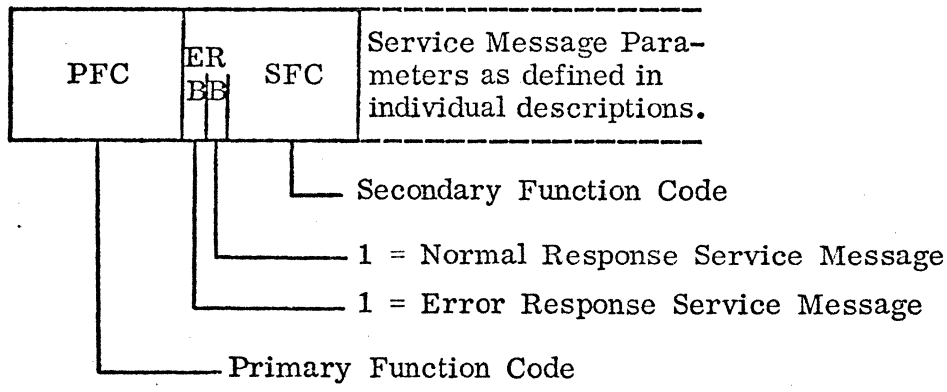 PFC
ER
BB
SFC
Service Message Para-
meters as defined in
individual descriptions.
Secondary Function Code
1 = Normal Response Service Message
1 = Error Response Service Message
Primary Function Code